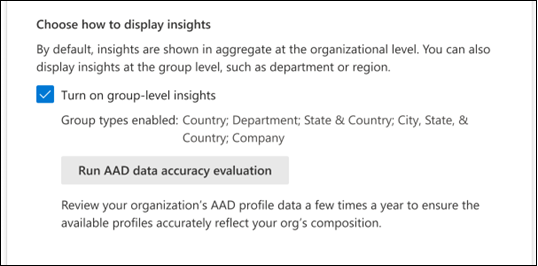 Choose how to display insights
By default, insights are shown in aggregate at the organizational level. You can also
display insights at the group level, such as department or region.
Turn on group-level insights
Group types enabled: Country; Department; State & Country; City, State, &
Country; Company
Run AAD data accuracy evaluation
Review your organization's AAD profile data a few times a year to ensure the
available profiles accurately reflect your org's composition.